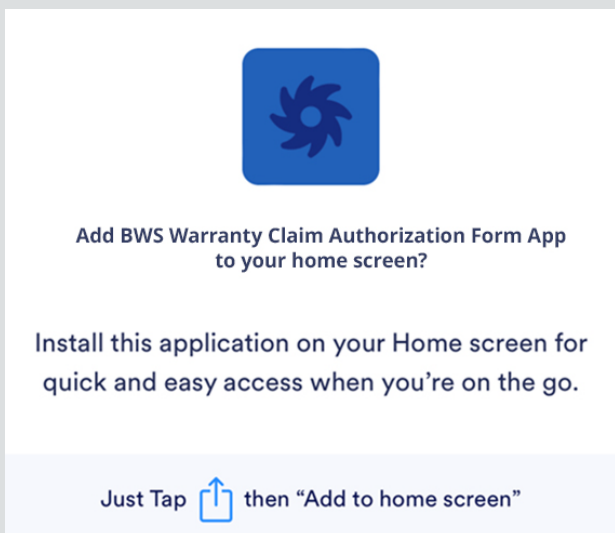 Add BWS Warranty Claim Authorization Form App
to your home screen?
Install this application on your Home screen for
quick and easy access when you’re on the go.
Just Tap then “Add to home screen”